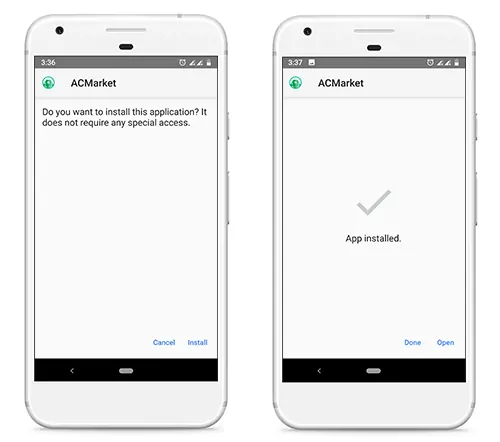 3:36
ACMarket
Do you want to install this application? It
does not require any special access.
Cancel Install
3:37
ACMarket
App installed.
Done Open